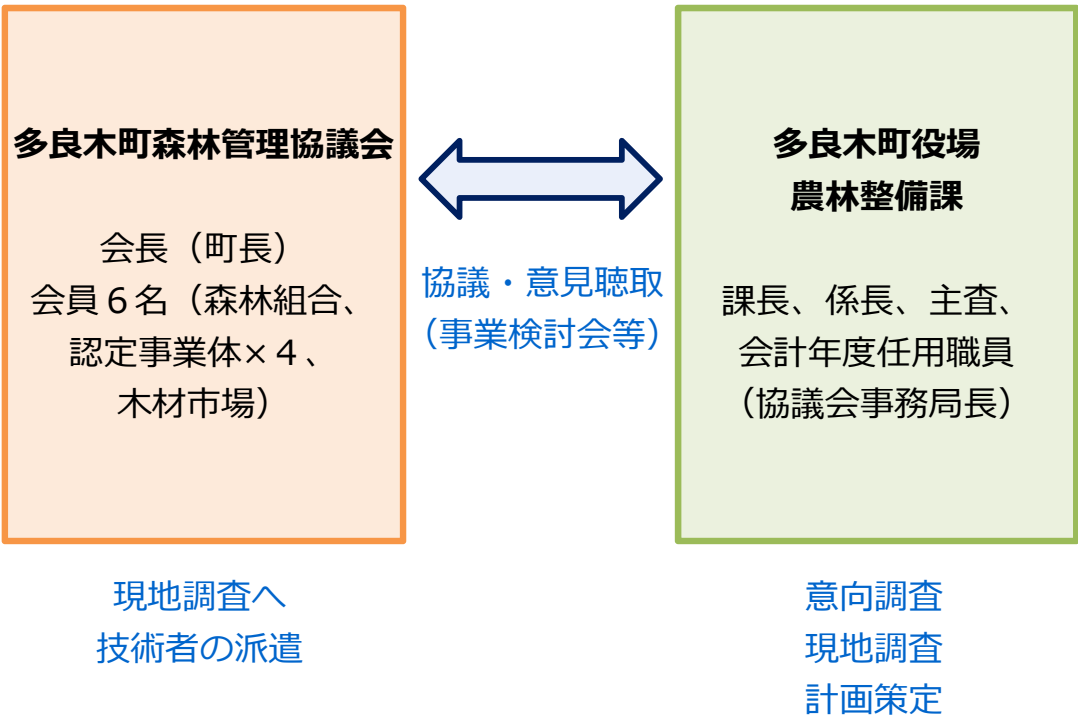 多良木町森林管理協議会
会長（町長）
会員６名（森林組合、
認定事業体×４、
木材市場）
協議・意見聴取
（事業検討会等）
多良木町役場
農林整備課
課長、係長、主査、
会計年度任用職員
（協議会事務局長）
現地調査へ
技術者の派遣
意向調査
現地調査
計画策定